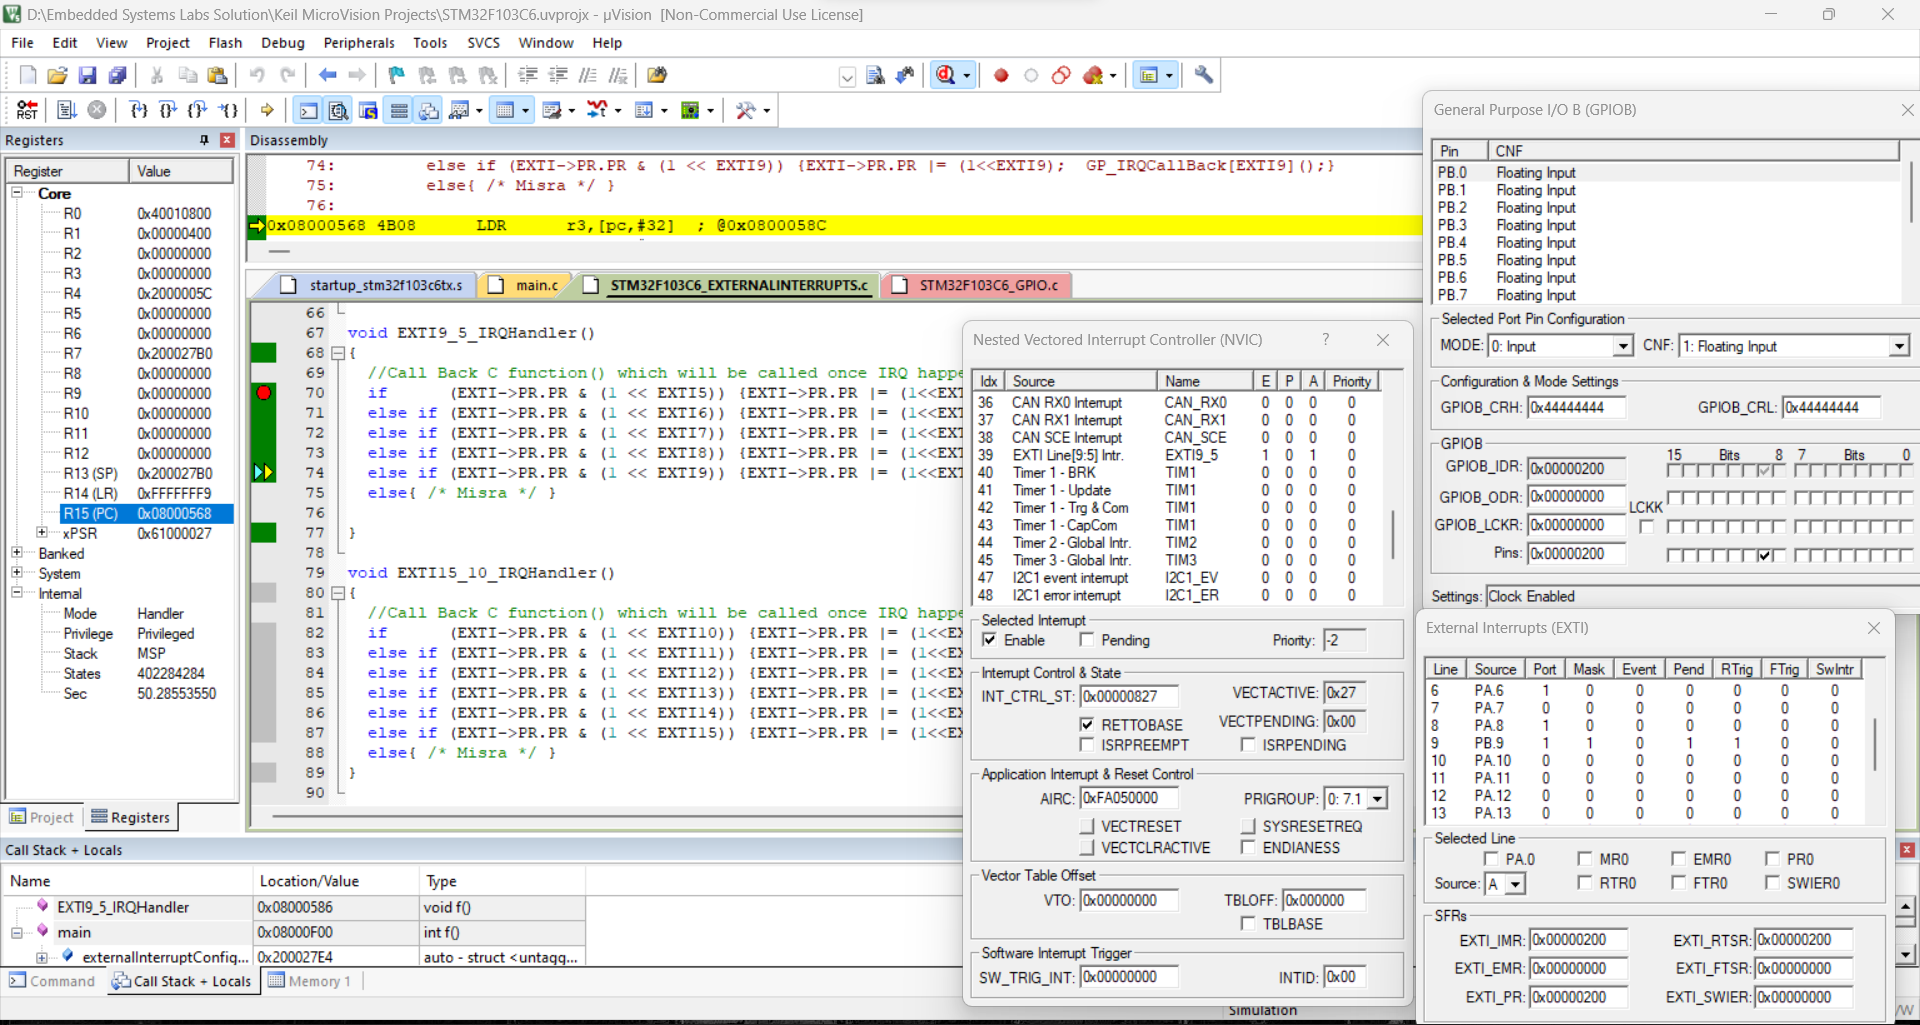 D:\Embedded Systems Labs Solution\Keil MicroVision Projects\STM32F103C6.uvprojx - µVision  [Non-Commercial Use License]
File Edit View Project Flash Debug Peripherals Tools SVCS Window Help
RST
Registers
Register Value
Core
R0 0x40010800
R1 0x00000400
R2 0x00000000
R3 0x00000000
R4 0x2000005C
R5 0x00000000
R6 0x00000000
R7 0x200027B0
R8 0x00000000
R9 0x00000000
R10 0x00000000
R11 0x00000000
R12 0x00000000
R13 (SP) 0x200027B0
R14 (LR) 0xFFFFFFF9
R15 (PC) 0x08000568
xPSR 0x61000027
Banked
System
Internal
Mode Handler
Privilege Privileged
Stack MSP
States 402284284
Sec 50.28553550
Project Registers
Disassembly
74: else if (EXTI->PR.PR & (1 << EXTI9)) {EXTI->PR.PR |= (1<<EXTI9);  GP_IRQCallBack[EXTI9]();}
75: else{ /* Misra */ }
76:
0x08000568 4B08 LDR r3,[pc,#32] ; @0x0800058C
startup_stm32f103c6tx.s main.c STM32F103C6_EXTERNALINTERRUPTS.c STM32F103C6_GPIO.c
66
67 void EXTI9_5_IRQHandler()
68 {
69 //Call Back C function() which will be called once IRQ happe
70 if (EXTI->PR.PR & (1 << EXTI5)) {EXTI->PR.PR |= (1<<EXT
71 else if (EXTI->PR.PR & (1 << EXTI6)) {EXTI->PR.PR |= (1<<EXT
72 else if (EXTI->PR.PR & (1 << EXTI7)) {EXTI->PR.PR |= (1<<EXT
73 else if (EXTI->PR.PR & (1 << EXTI8)) {EXTI->PR.PR |= (1<<EXT
74 else if (EXTI->PR.PR & (1 << EXTI9)) {EXTI->PR.PR |= (1<<EXT
75 else{ /* Misra */ }
76
77 }
78
79 void EXTI15_10_IRQHandler()
80 {
81 //Call Back C function() which will be called once IRQ happe
82 if (EXTI->PR.PR & (1 << EXTI10)) {EXTI->PR.PR |= (1<<EX
83 else if (EXTI->PR.PR & (1 << EXTI11)) {EXTI->PR.PR |= (1<<EX
84 else if (EXTI->PR.PR & (1 << EXTI12)) {EXTI->PR.PR |= (1<<EX
85 else if (EXTI->PR.PR & (1 << EXTI13)) {EXTI->PR.PR |= (1<<EX
86 else if (EXTI->PR.PR & (1 << EXTI14)) {EXTI->PR.PR |= (1<<EX
87 else if (EXTI->PR.PR & (1 << EXTI15)) {EXTI->PR.PR |= (1<<EX
88 else{ /* Misra */ }
89 }
90
Call Stack + Locals
Name Location/Value Type
EXTI9_5_IRQHandler 0x08000586 void f()
main 0x08000F00 int f()
externalInterruptConfig... 0x200027E4 auto - struct <untagg...
Command Call Stack + Locals Memory 1
Simulation
Nested Vectored Interrupt Controller (NVIC) ?
Idx Source Name E P A Priority
36 CAN RX0 Interrupt CAN_RX0 0 0 0 0
37 CAN RX1 Interrupt CAN_RX1 0 0 0 0
38 CAN SCE Interrupt CAN_SCE 0 0 0 0
39 EXTI Line[9:5] Intr. EXTI9_5 1 0 1 0
40 Timer 1 - BRK TIM1 0 0 0 0
41 Timer 1 - Update TIM1 0 0 0 0
42 Timer 1 - Trg & Com TIM1 0 0 0 0
43 Timer 1 - CapCom TIM1 0 0 0 0
44 Timer 2 - Global Intr. TIM2 0 0 0 0
45 Timer 3 - Global Intr. TIM3 0 0 0 0
47 I2C1 event interrupt I2C1_EV 0 0 0 0
48 I2C1 error interrupt I2C1_ER 0 0 0 0
Selected Interrupt
Enable Pending Priority: -2
Interrupt Control & State
INT_CTRL_ST: 0x00000827 VECTACTIVE: 0x27
RETTOBASE VECTPENDING: 0x00
ISRPREEMPT ISRPENDING
Application Interrupt & Reset Control
AIRC: 0xFA050000 PRIGROUP: 0: 7.1
VECTRESET SYSRESETREQ
VECTCLRACTIVE ENDIANESS
Vector Table Offset
VTO: 0x00000000 TBLOFF: 0x000000
TBLBASE
Software Interrupt Trigger
SW_TRIG_INT: 0x00000000 INTID: 0x00
General Purpose I/O B (GPIOB)
Pin CNF
PB.0 Floating Input
PB.1 Floating Input
PB.2 Floating Input
PB.3 Floating Input
PB.4 Floating Input
PB.5 Floating Input
PB.6 Floating Input
PB.7 Floating Input
Selected Port Pin Configuration
MODE: 0: Input CNF: 1: Floating Input
Configuration & Mode Settings
GPIOB_CRH: 0x44444444 GPIOB_CRL: 0x44444444
GPIOB
15 Bits 8 7 Bits 0
GPIOB_IDR: 0x00000200
GPIOB_ODR: 0x00000000
LCKK
GPIOB_LCKR: 0x00000000
Pins: 0x00000200
Settings: Clock Enabled
External Interrupts (EXTI)
Line Source Port Mask Event Pend RTrig FTrig SwIntr
6 PA.6 1 0 0 0 0 0 0
7 PA.7 0 0 0 0 0 0 0
8 PA.8 1 0 0 0 0 0 0
9 PB.9 1 1 0 1 1 0 0
10 PA.10 0 0 0 0 0 0 0
11 PA.11 0 0 0 0 0 0 0
12 PA.12 0 0 0 0 0 0 0
13 PA.13 0 0 0 0 0 0 0
Selected Line
PA.0 MR0 EMR0 PR0
Source: A RTR0 FTR0 SWIER0
SFRs
EXTI_IMR: 0x00000200 EXTI_RTSR: 0x00000200
EXTI_EMR: 0x00000000 EXTI_FTSR: 0x00000000
EXTI_PR: 0x00000200 EXTI_SWIER: 0x00000000
/W